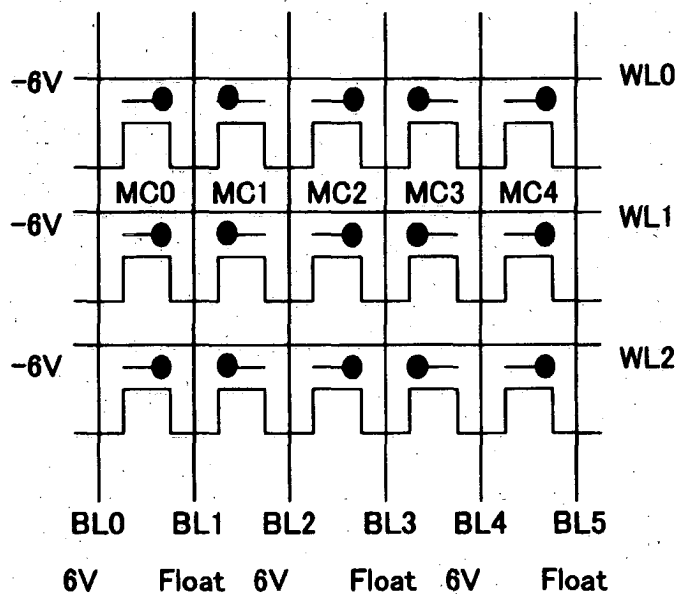 -6V WL0
MC0 MC1 MC2 MC3 MC4
-6V WL1
-6V WL2
BL0 BL1 BL2 BL3 BL4 BL5
6V Float 6V Float 6V Float